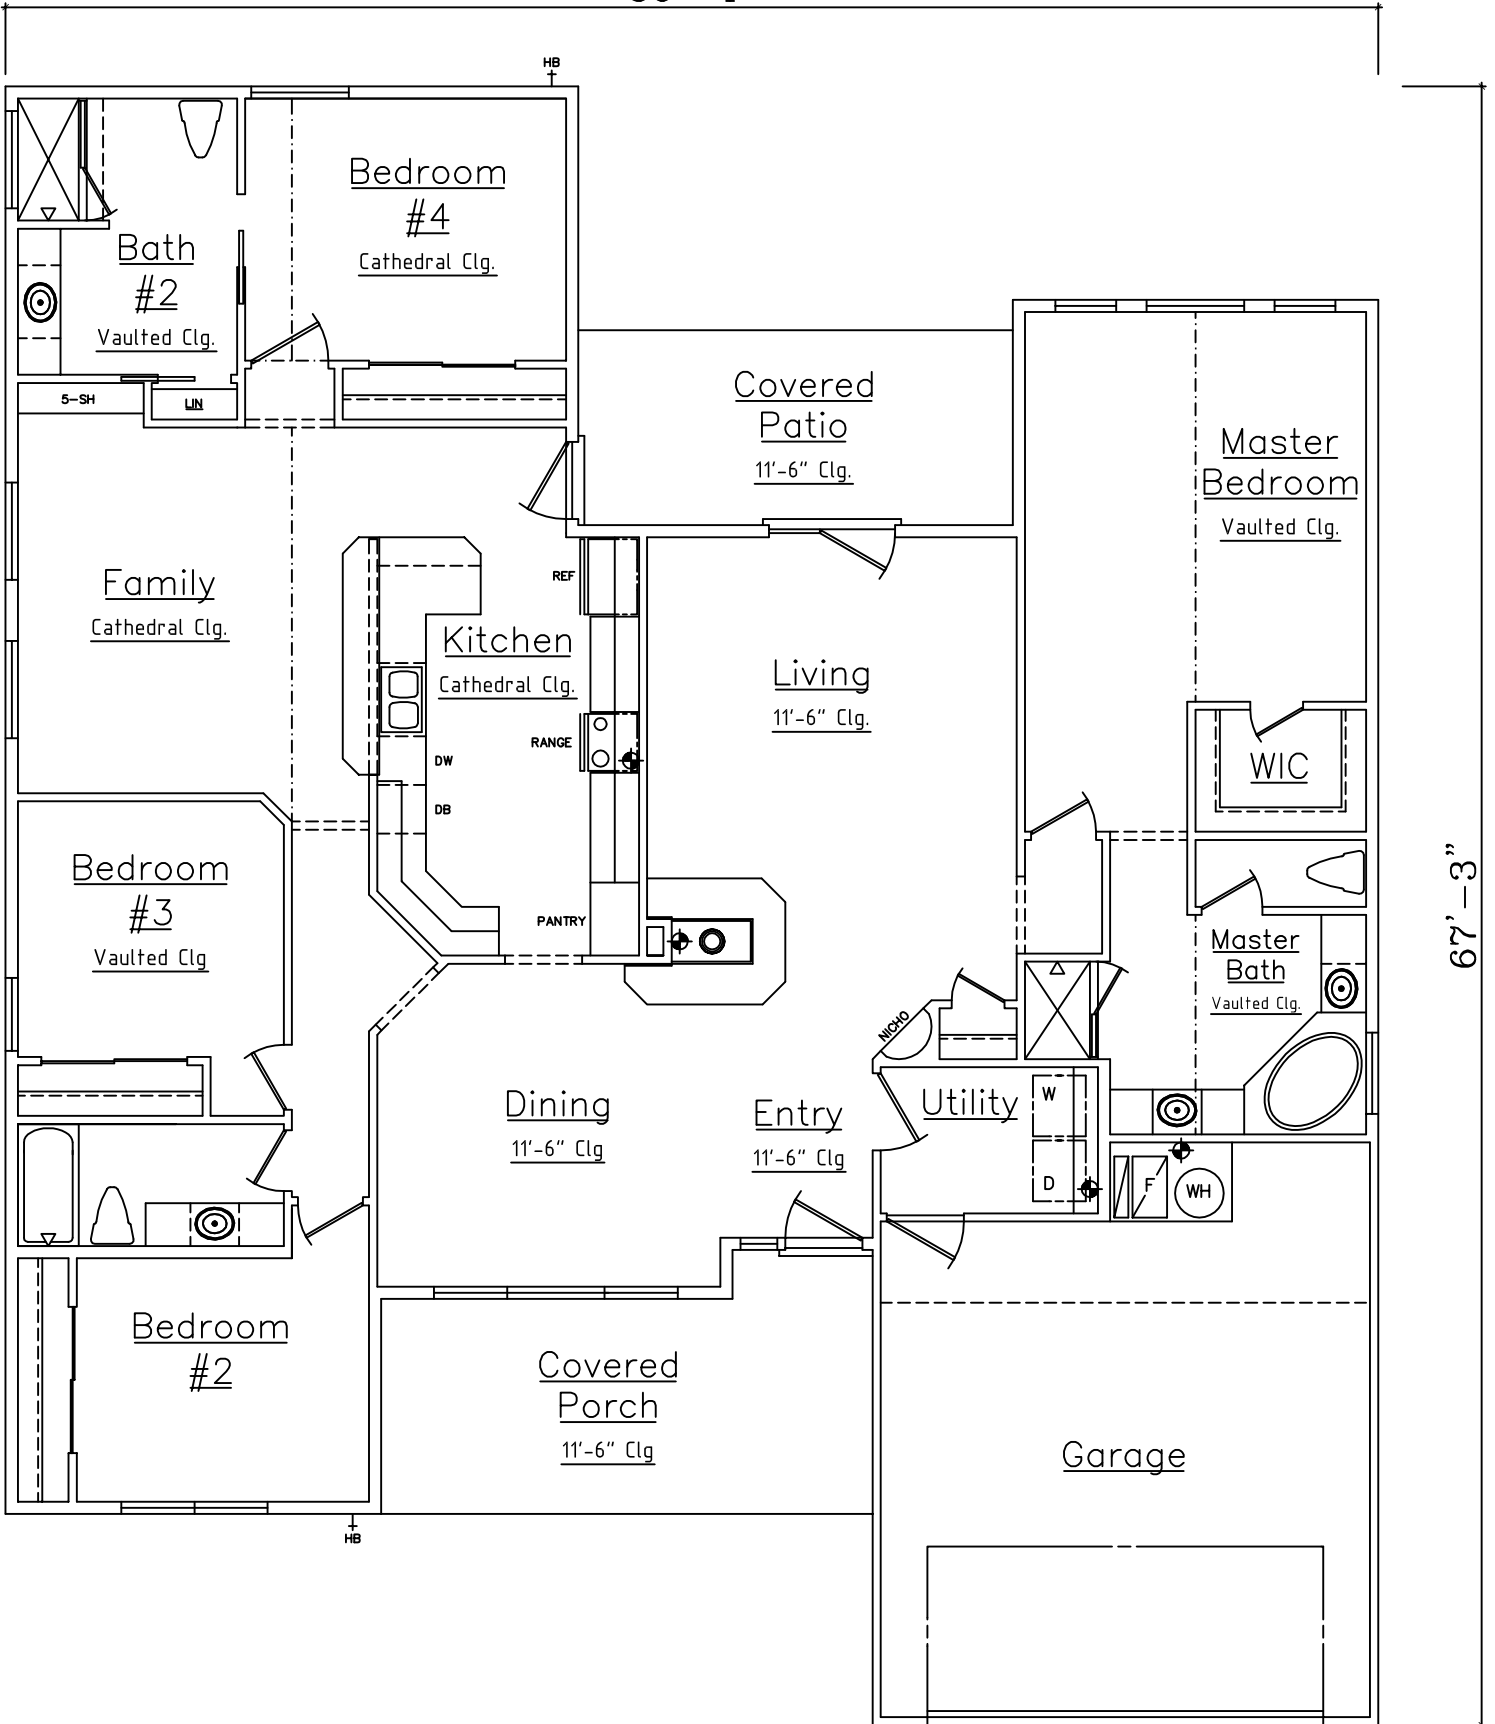 HB
Bedroom
#4
Cathedral Clg.
Bath
#2
Vaulted Clg.
5-SH
LIN
Covered
Patio
11'-6" Clg.
Master
Bedroom
Vaulted Clg.
Family
Cathedral Clg.
REF
Kitchen
Cathedral Clg.
RANGE
DW
DB
PANTRY
Living
11'-6" Clg.
WIC
67'-3"
Bedroom
#3
Vaulted Clg
Master
Bath
Vaulted Clg.
NICHO
Dining
11'-6" Clg
Entry
11'-6" Clg
Utility
W
D
F
WH
Bedroom
#2
Covered
Porch
11'-6" Clg
Garage
HB